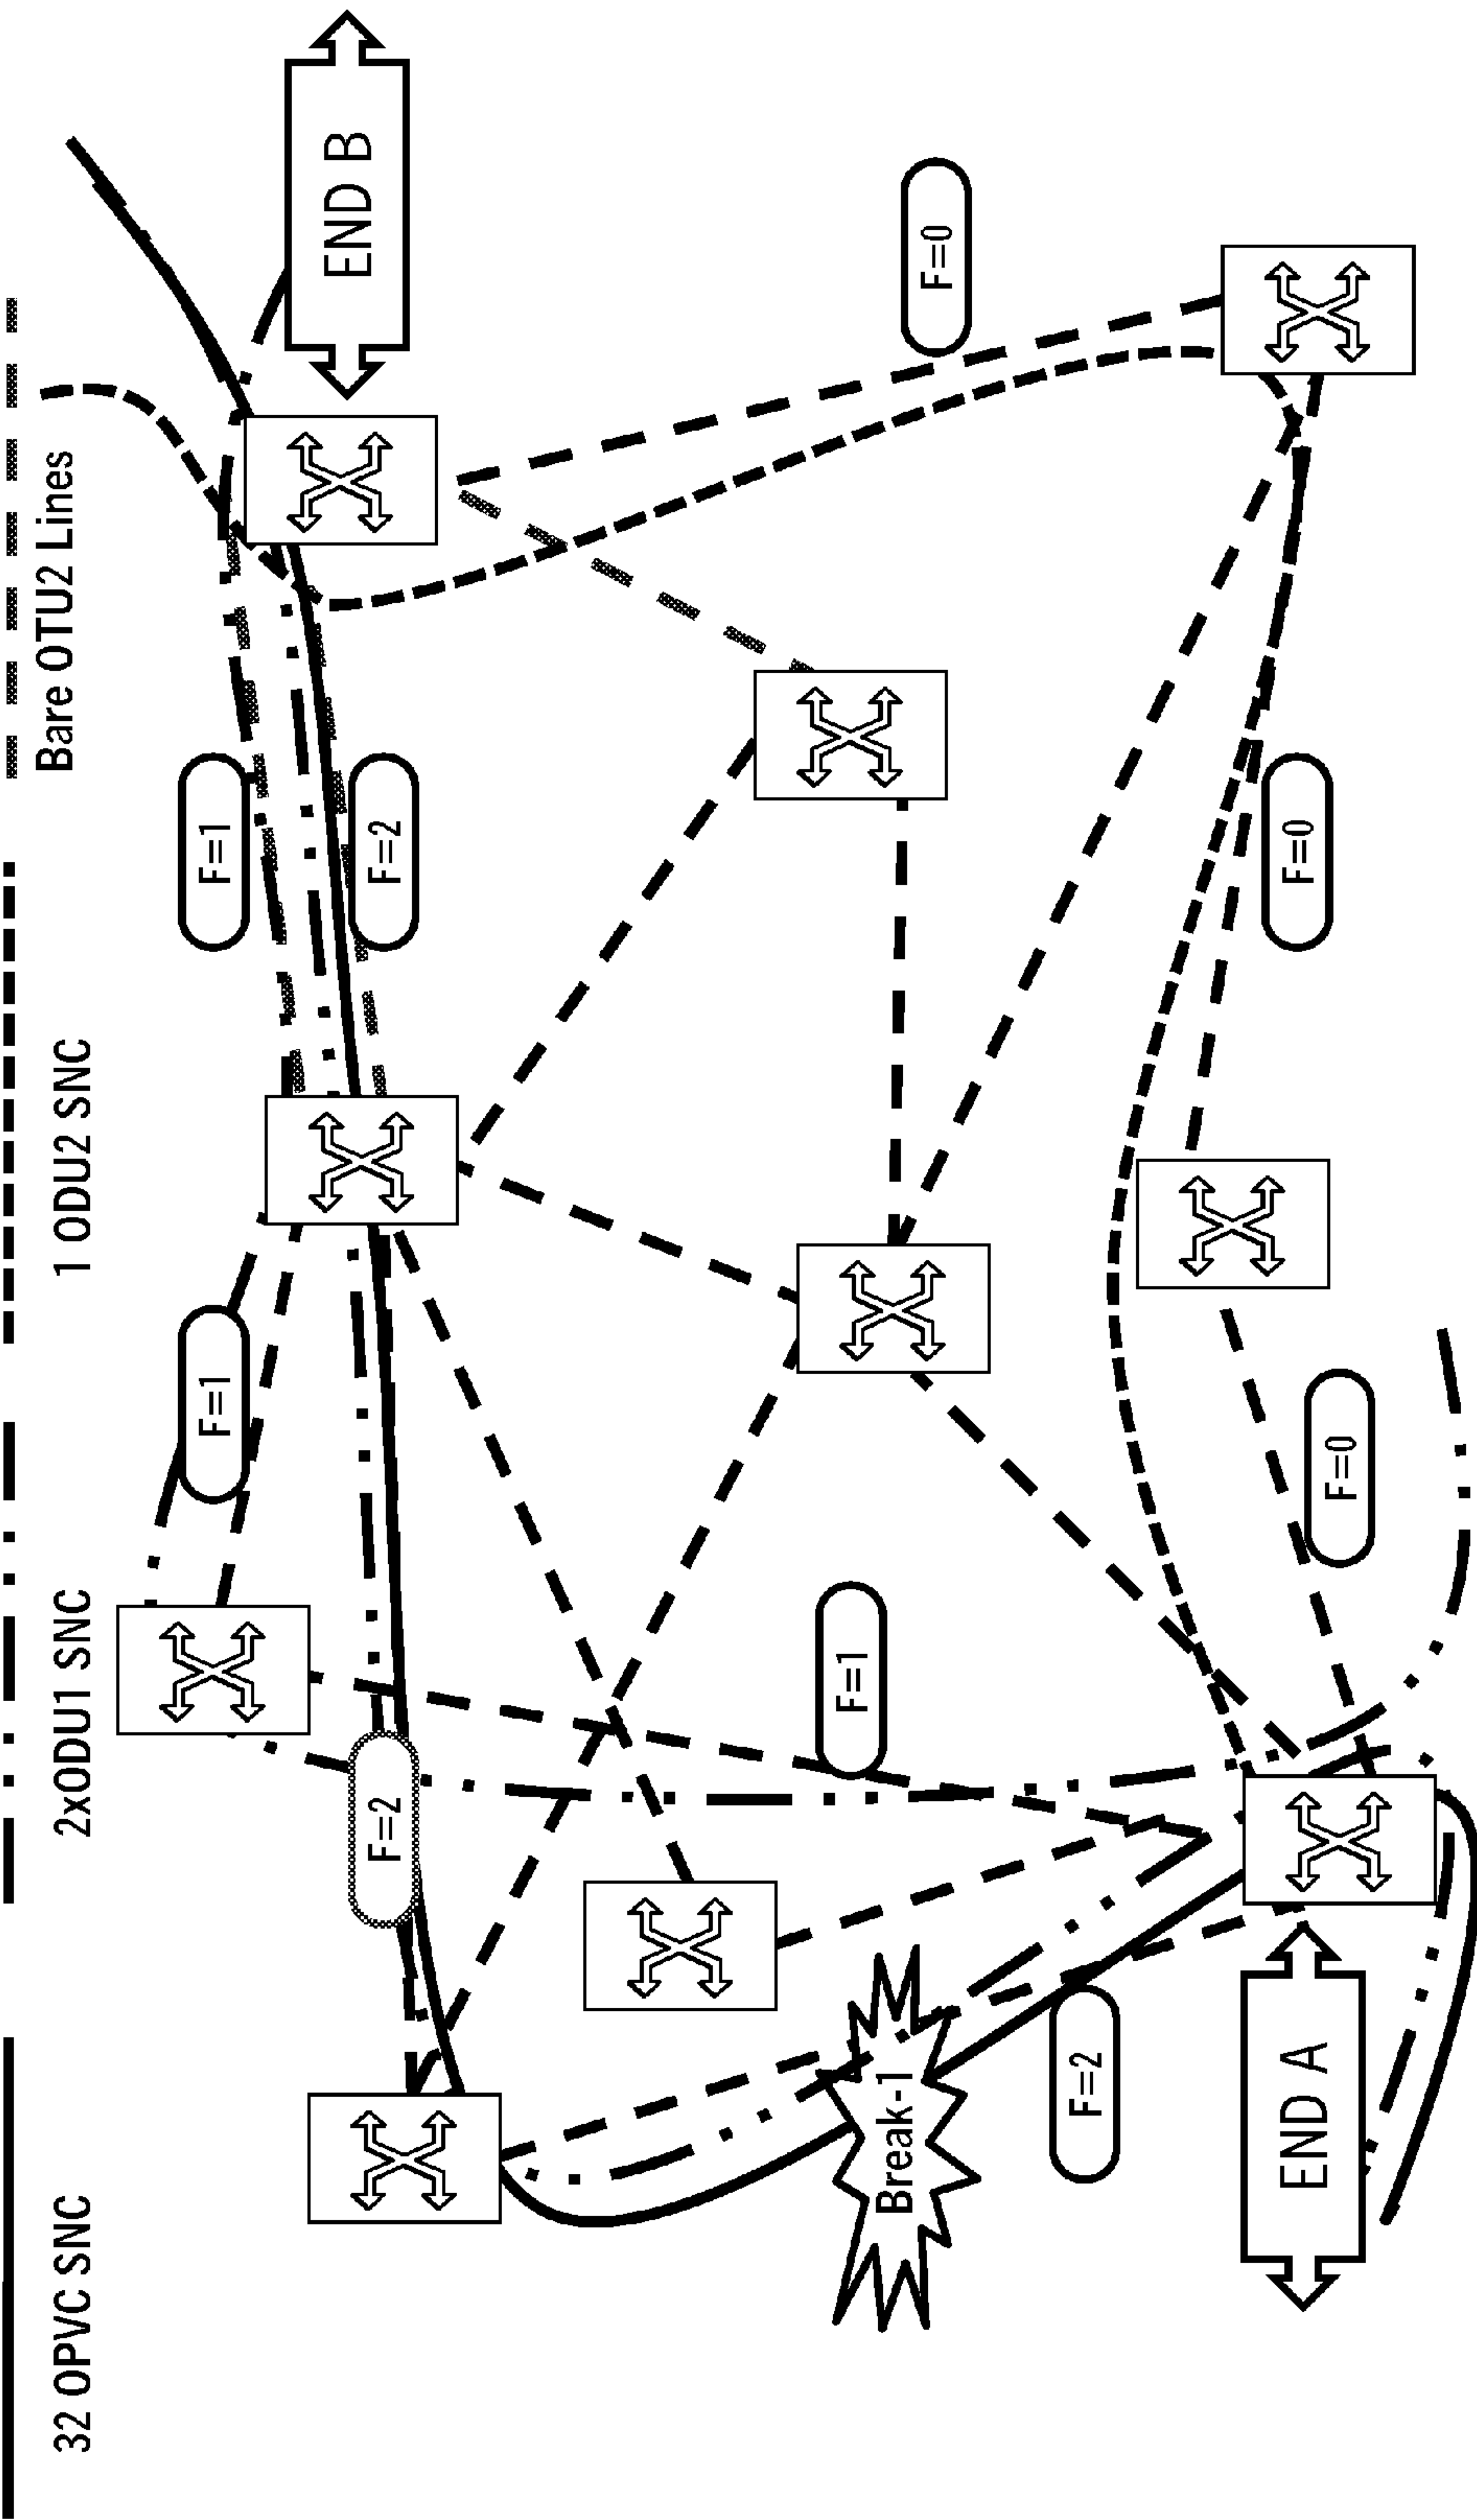 32 OPVC SNC
2xODU1 SNC
1 ODU2 SNC
Bare OTU2 Lines
F=1
F=1
END B
F=2
F=2
F=1
Break-1
F=0
F=2
END A
F=0
F=0